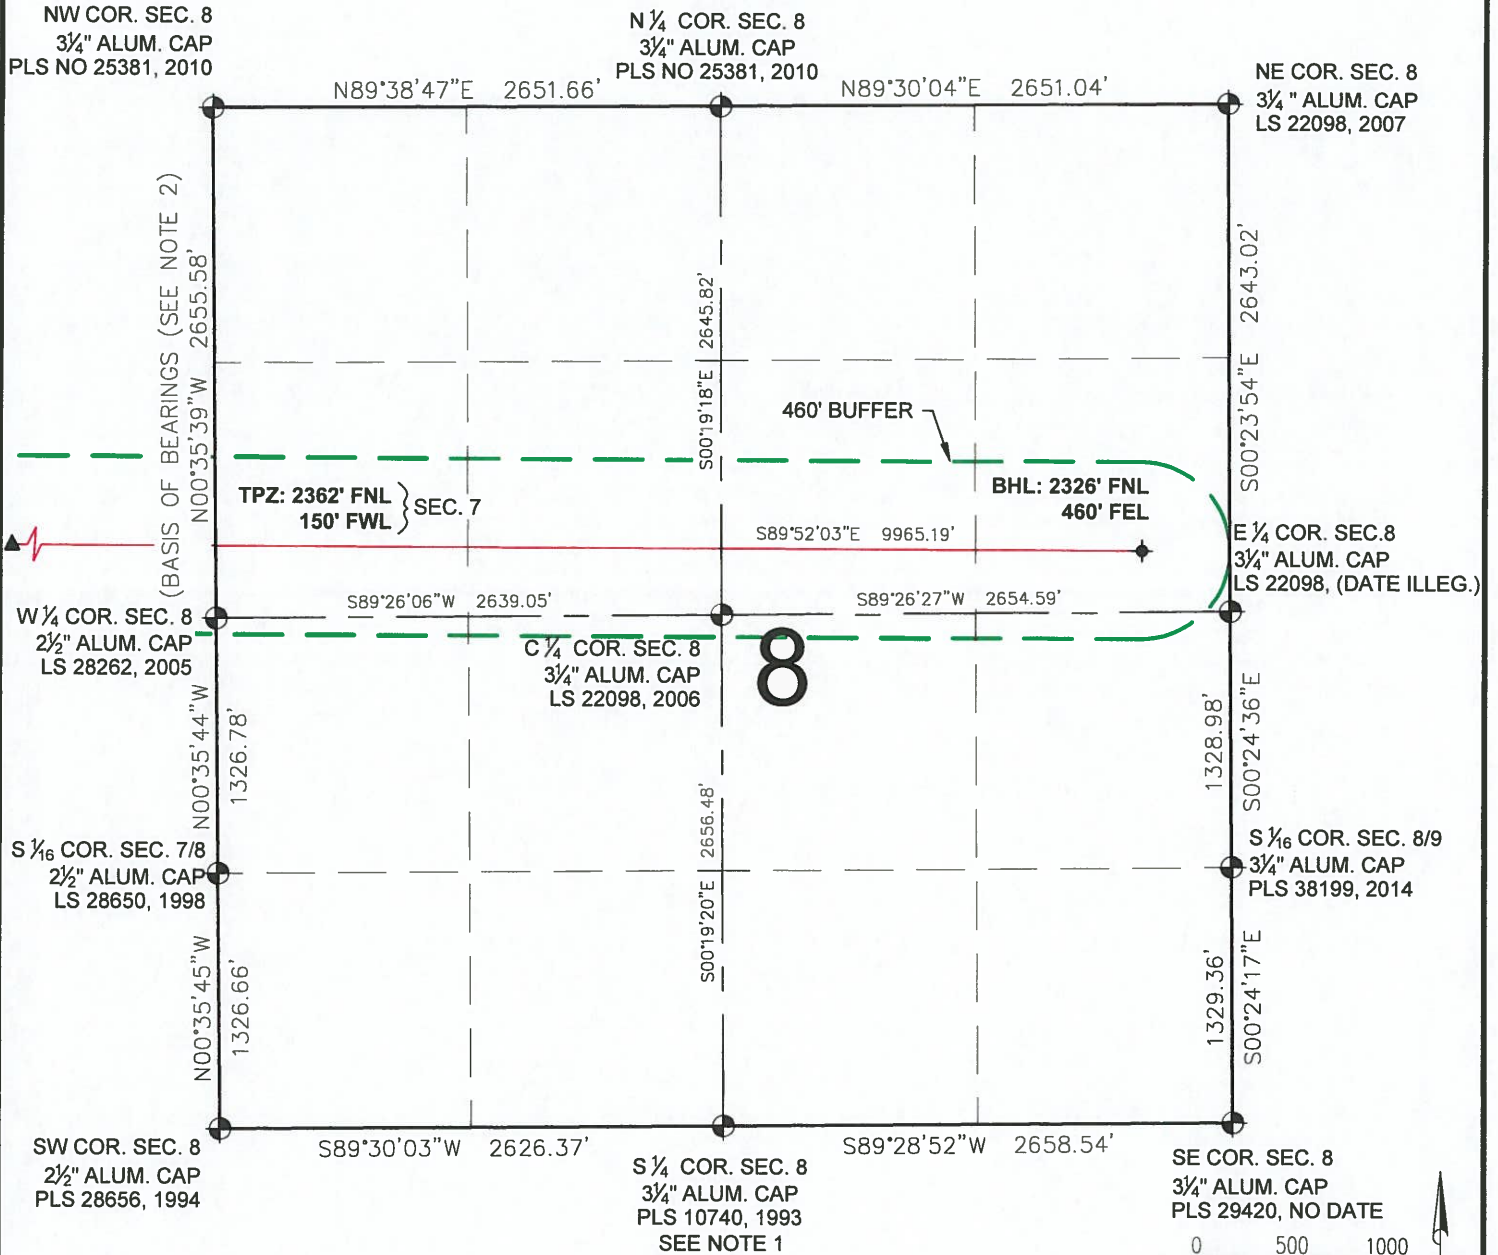 NW COR. SEC. 8
3¼" ALUM. CAP
PLS NO 25381, 2010
N ¼ COR. SEC. 8
3¼" ALUM. CAP
PLS NO 25381, 2010
NE COR. SEC. 8
3¼ " ALUM. CAP
LS 22098, 2007
N89°38'47"E 2651.66'
N89°30'04"E 2651.04'
(BASIS OF BEARINGS (SEE NOTE 2)
N00°35'39"W 2655.58'
S00°19'18"E 2645.82'
S00°23'54"E 2643.02'
460' BUFFER
TPZ: 2362' FNL
150' FWL
SEC. 7
BHL: 2326' FNL
460' FEL
S89°52'03"E 9965.19'
E ¼ COR. SEC.8
3¼" ALUM. CAP
LS 22098, (DATE ILLEG.)
W ¼ COR. SEC. 8
2½" ALUM. CAP
LS 28262, 2005
S89°26'06"W 2639.05'
S89°26'27"W 2654.59'
C ¼ COR. SEC. 8
3¼" ALUM. CAP
LS 22098, 2006
8
N00°35'44"W
1326.78'
1328.98'
S00°24'36"E
S00°19'20"E 2656.48'
S 1⁄16 COR. SEC. 7/8
2½" ALUM. CAP
LS 28650, 1998
S 1⁄16 COR. SEC. 8/9
3¼" ALUM. CAP
PLS 38199, 2014
N00°35'45"W
1326.66'
1329.36'
S00°24'17"E
SW COR. SEC. 8
2½" ALUM. CAP
PLS 28656, 1994
S89°30'03"W 2626.37'
S89°28'52"W 2658.54'
S ¼ COR. SEC. 8
3¼" ALUM. CAP
PLS 10740, 1993
SEE NOTE 1
SE COR. SEC. 8
3¼" ALUM. CAP
PLS 29420, NO DATE
0 500 1000